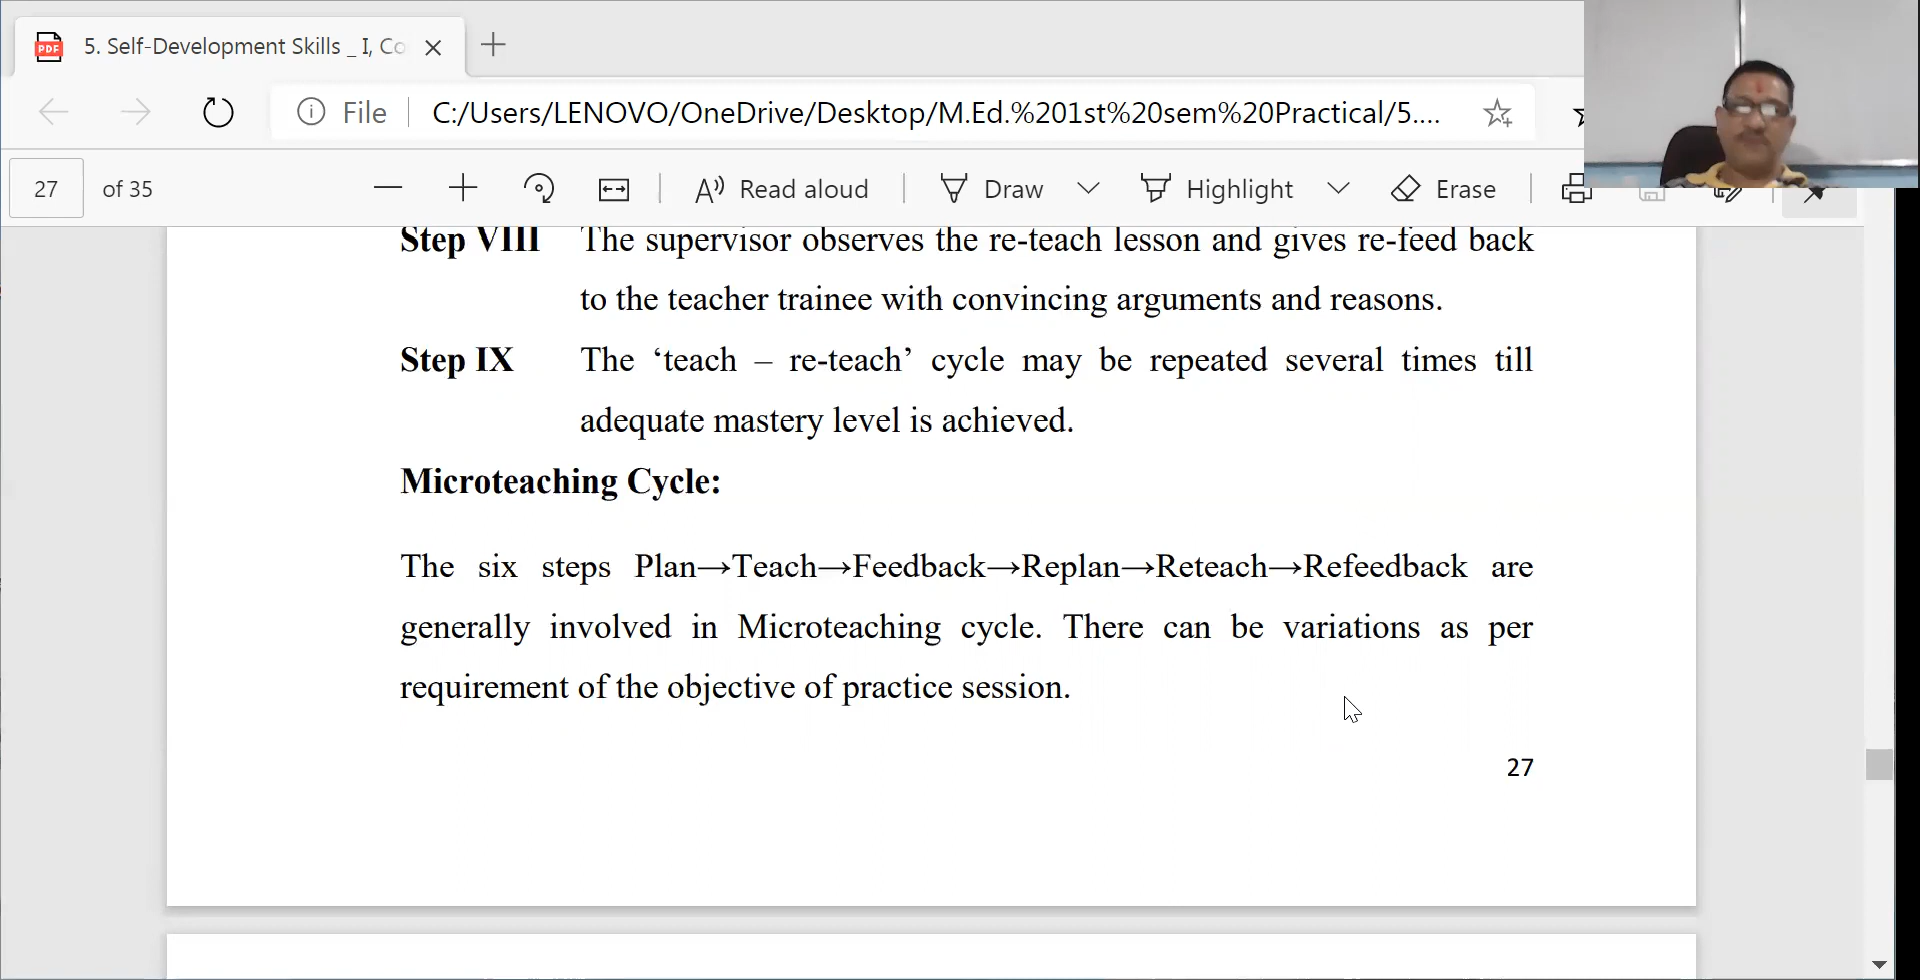 5. Self-Development Skills _ I, Co
File
C:/Users/LENOVO/OneDrive/Desktop/M.Ed.%201st%20sem%20Practical/5....
27 of 35
Read aloud
Draw
Highlight
Erase
Step VIII The supervisor observes the re-teach lesson and gives re-feed back
to the teacher trainee with convincing arguments and reasons.
Step IX The ‘teach – re-teach’ cycle may be repeated several times till
adequate mastery level is achieved.
Microteaching Cycle:
The six steps Plan→Teach→Feedback→Replan→Reteach→Refeedback are
generally involved in Microteaching cycle. There can be variations as per
requirement of the objective of practice session.
27